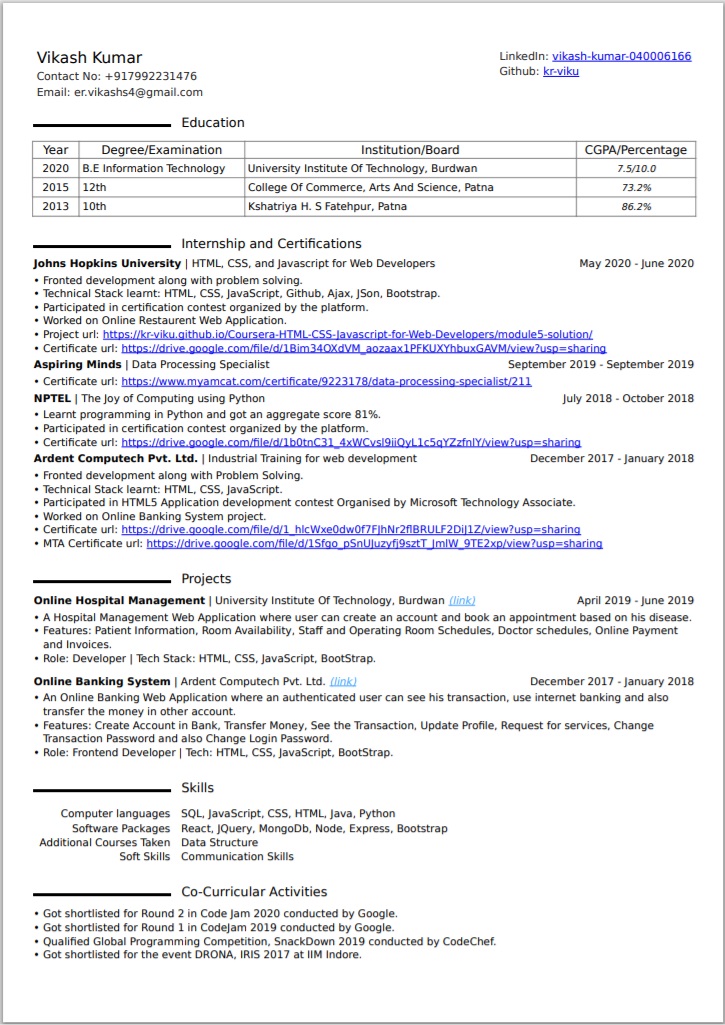 Vikash Kumar
Contact No: +917992231476
Email: er.vikashs4@gmail.com
LinkedIn: vikash-kumar-040006166
Github: kr-viku
Education
Year Degree/Examination Institution/Board CGPA/Percentage
2020 B.E Information Technology University Institute Of Technology, Burdwan 7.5/10.0
2015 12th College Of Commerce, Arts And Science, Patna 73.2%
2013 10th Kshatriya H. S Fatehpur, Patna 86.2%
Internship and Certifications
Johns Hopkins University | HTML, CSS, and Javascript for Web Developers May 2020 - June 2020
• Fronted development along with problem solving.
• Technical Stack learnt: HTML, CSS, JavaScript, Github, Ajax, JSon, Bootstrap.
• Participated in certification contest organized by the platform.
• Worked on Online Restaurent Web Application.
• Project url: https://kr-viku.github.io/Coursera-HTML-CSS-Javascript-for-Web-Developers/module5-solution/
• Certificate url: https://drive.google.com/file/d/1Bim34OXdVM_aozaax1PFKUXYhbuxGAVM/view?usp=sharing
Aspiring Minds | Data Processing Specialist September 2019 - September 2019
• Certificate url: https://www.myamcat.com/certificate/9223178/data-processing-specialist/211
NPTEL | The Joy of Computing using Python July 2018 - October 2018
• Learnt programming in Python and got an aggregate score 81%.
• Participated in certification contest organized by the platform.
• Certificate url: https://drive.google.com/file/d/1b0tnC31_4xWCvsl9iiQyL1c5qYZzfnlY/view?usp=sharing
Ardent Computech Pvt. Ltd. | Industrial Training for web development December 2017 - January 2018
• Fronted development along with Problem Solving.
• Technical Stack learnt: HTML, CSS, JavaScript.
• Participated in HTML5 Application development contest Organised by Microsoft Technology Associate.
• Worked on Online Banking System project.
• Certificate url: https://drive.google.com/file/d/1_hIcWxe0dw0f7FJhNr2flBRULF2DiJ1Z/view?usp=sharing
• MTA Certificate url: https://drive.google.com/file/d/1Sfgo_pSnUJuzyfj9sztT_JmlW_9TE2xp/view?usp=sharing
Projects
Online Hospital Management | University Institute Of Technology, Burdwan (link) April 2019 - June 2019
• A Hospital Management Web Application where user can create an account and book an appointment based on his disease.
• Features: Patient Information, Room Availability, Staff and Operating Room Schedules, Doctor schedules, Online Payment
and Invoices.
• Role: Developer | Tech Stack: HTML, CSS, JavaScript, BootStrap.
Online Banking System | Ardent Computech Pvt. Ltd. (link) December 2017 - January 2018
• An Online Banking Web Application where an authenticated user can see his transaction, use internet banking and also
transfer the money in other account.
• Features: Create Account in Bank, Transfer Money, See the Transaction, Update Profile, Request for services, Change
Transaction Password and also Change Login Password.
• Role: Frontend Developer | Tech: HTML, CSS, JavaScript, BootStrap.
Skills
Computer languages SQL, JavaScript, CSS, HTML, Java, Python
Software Packages React, JQuery, MongoDb, Node, Express, Bootstrap
Additional Courses Taken Data Structure
Soft Skills Communication Skills
Co-Curricular Activities
• Got shortlisted for Round 2 in Code Jam 2020 conducted by Google.
• Got shortlisted for Round 1 in CodeJam 2019 conducted by Google.
• Qualified Global Programming Competition, SnackDown 2019 conducted by CodeChef.
• Got shortlisted for the event DRONA, IRIS 2017 at IIM Indore.